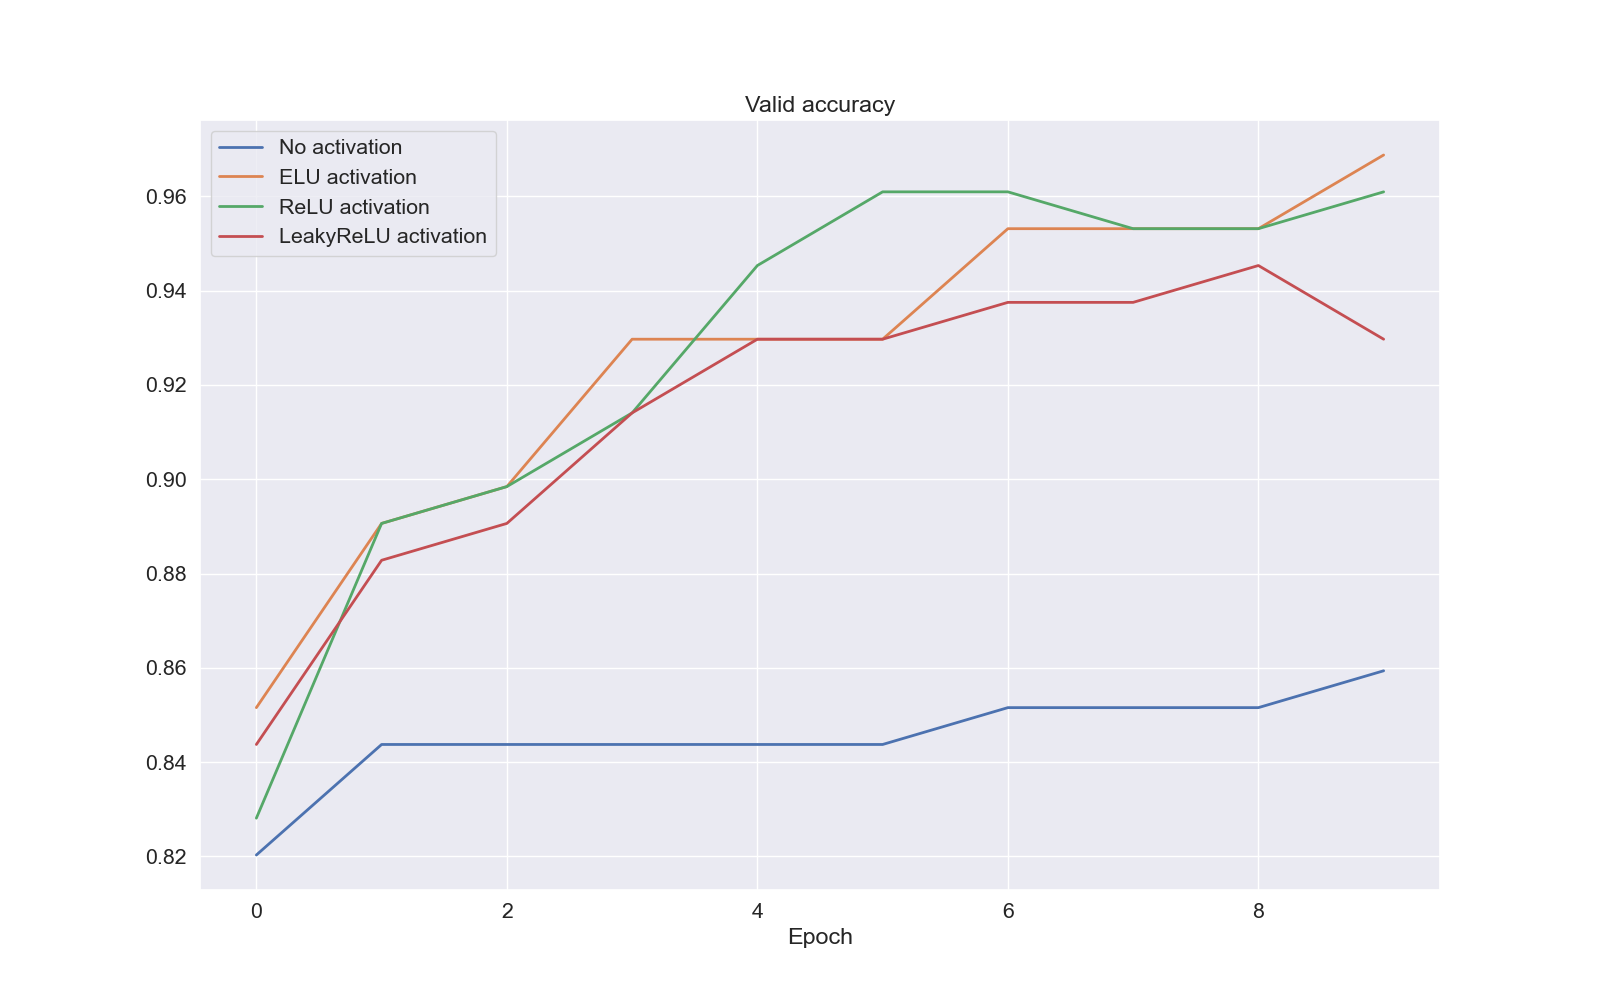 Valid accuracy
No activation
ELU activation
ReLU activation
LeakyReLU activation
0.96
0.94
0.92
0.90
0.88
0.86
0.84
0.82
0 2 4 6 8
Epoch